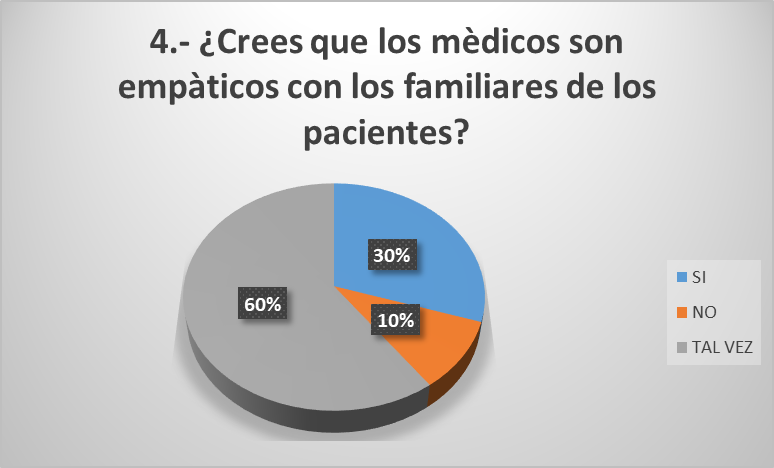 4.- ¿Crees que los mèdicos son
empàticos con los familiares de los
pacientes?
30%
10%
60%
SI
NO
TAL VEZ